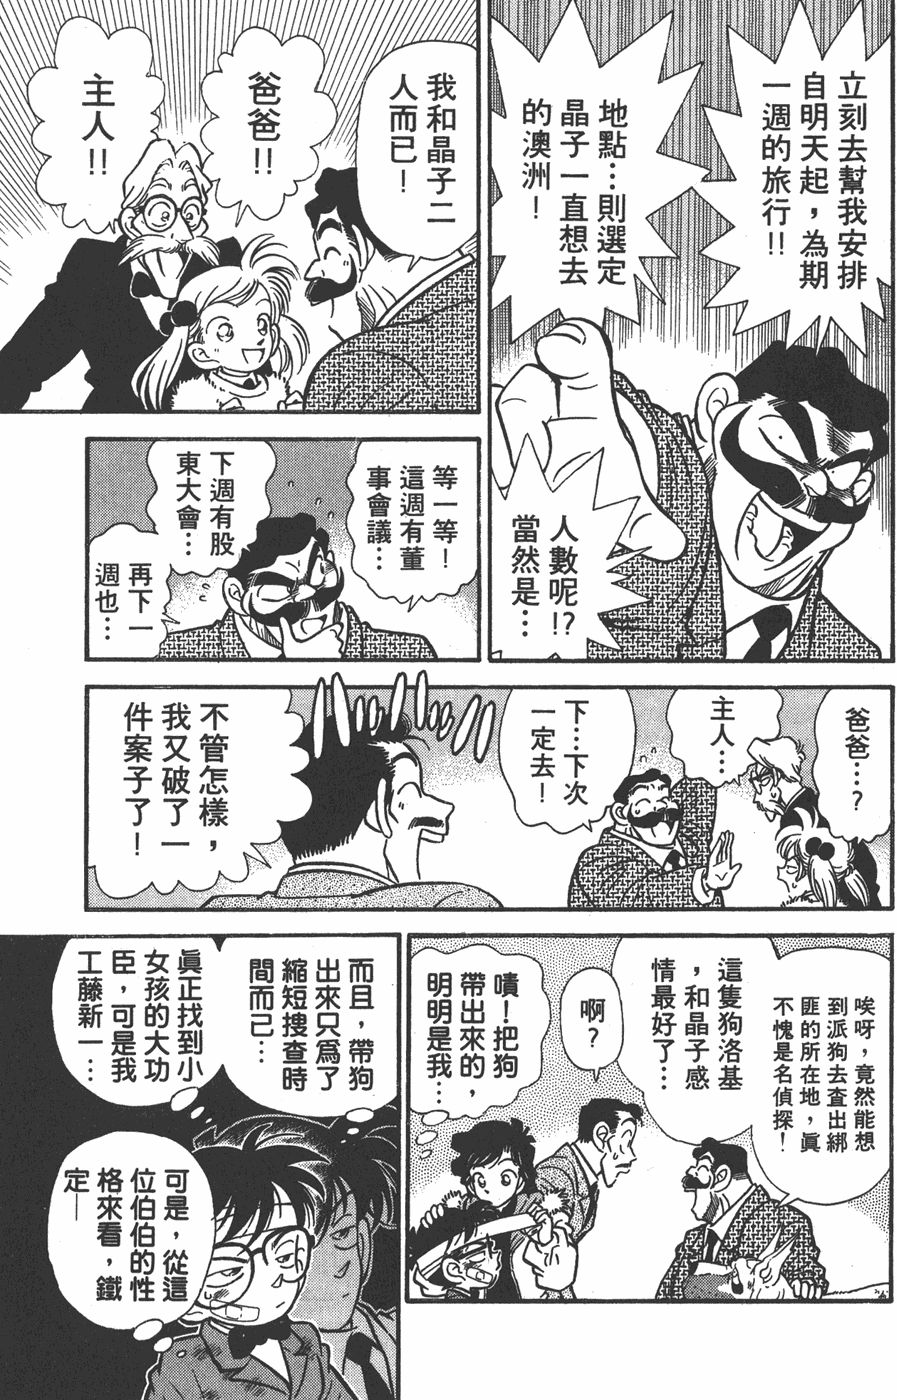 立刻去幫我安排
自明天起，為期
一週的旅行!!
地點…則選定
晶子一直想去
的澳洲！
人數呢!?
當然是…
我和晶子二
人而已！
爸爸!!
主人!!
等一等！
這週有董
事會議…
下週有股
東大會…
再下一
週也…
爸爸…?
主人…
下…下次
一定去！
不管怎樣，
我又破了一
件案子了！
唉呀，竟然能想
到派狗去查出綁
匪的所在地，眞
不愧是名偵探！
這隻狗洛基
，和晶子感
情最好了…
啊？
嘖！把狗
帶出來的，
明明是我…
而且，帶狗
出來只爲了
縮短搜查時
間而已…
眞正找到小
女孩的大功
臣，可是我
工藤新一…
可是，從這
位伯伯的性
格來看，鐵
定—